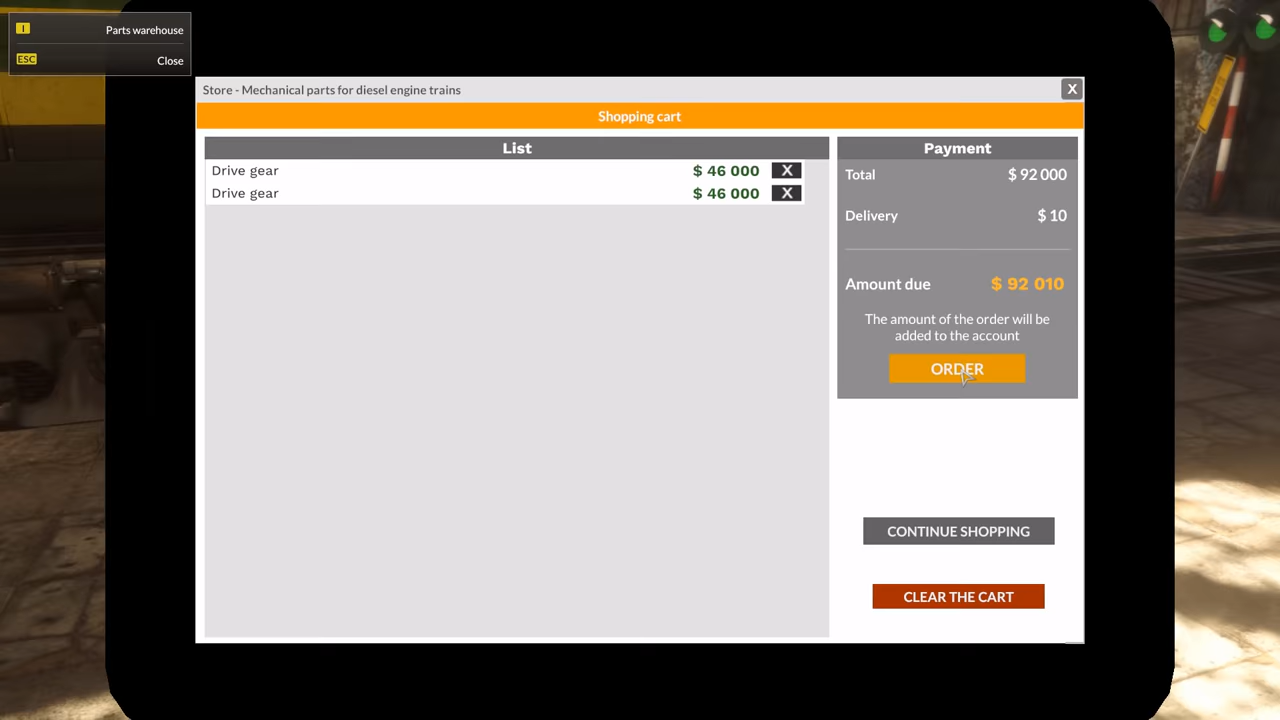 I
Parts warehouse
ESC
Close
Store - Mechanical parts for diesel engine trains
X
Shopping cart
List
Drive gear $ 46 000 X
Drive gear $ 46 000 X
Payment
Total $ 92 000
Delivery $ 10
Amount due $ 92 010
The amount of the order will be
added to the account
ORDER
CONTINUE SHOPPING
CLEAR THE CART